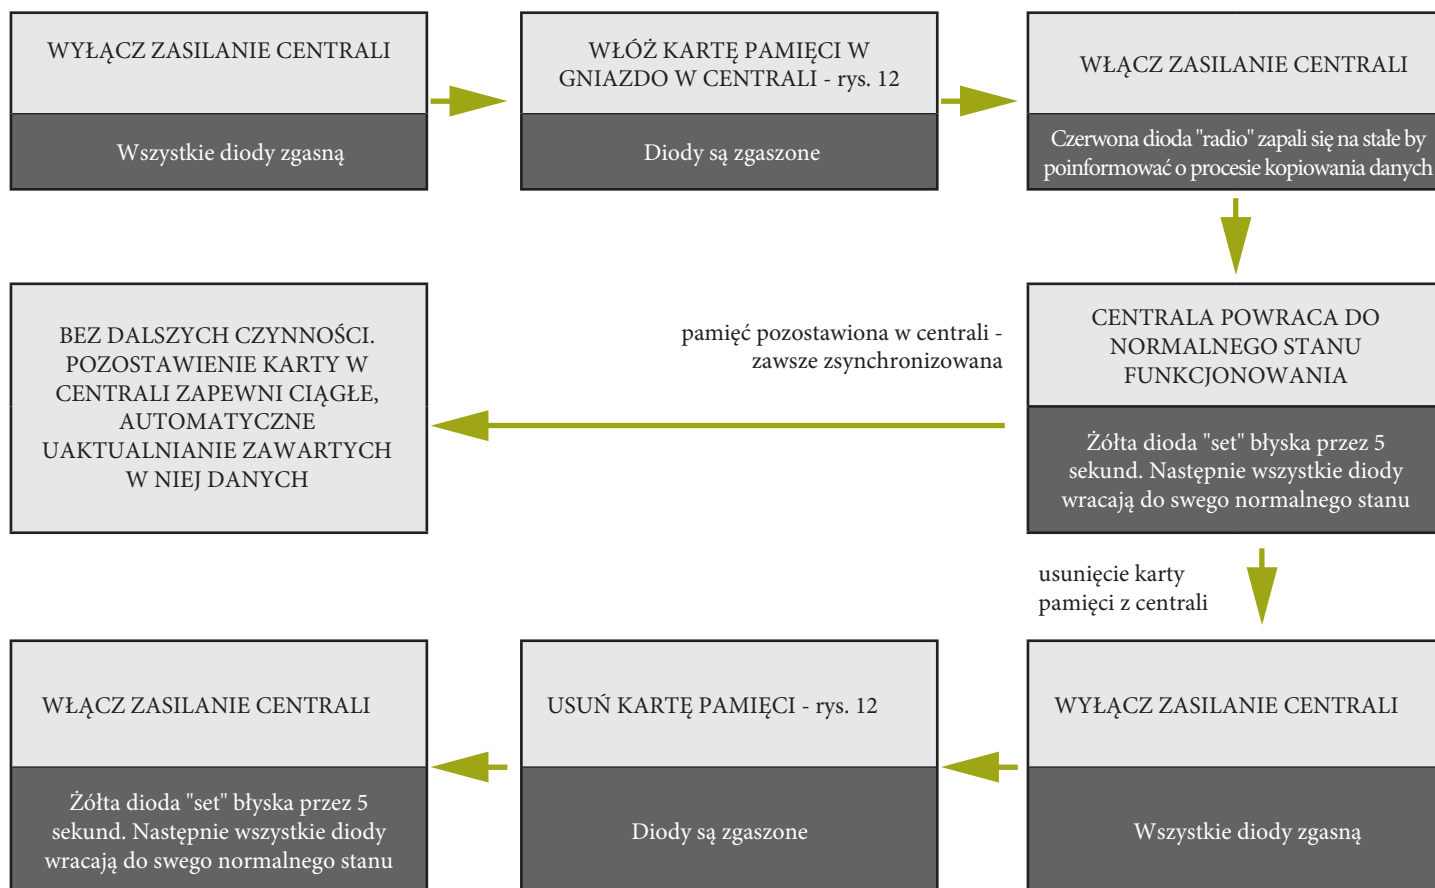 WYŁĄCZ ZASILANIE CENTRALI
Wszystkie diody zgasną
WŁÓŻ KARTĘ PAMIĘCI W
GNIAZDO W CENTRALI - rys. 12
Diody są zgaszone
WŁĄCZ ZASILANIE CENTRALI
Czerwona dioda "radio" zapali się na stałe by
poinformować o procesie kopiowania danych
CENTRALA POWRACA DO
NORMALNEGO STANU
FUNKCJONOWANIA
Żółta dioda "set" błyska przez 5
sekund. Następnie wszystkie diody
wracają do swego normalnego stanu
pamięć pozostawiona w centrali -
zawsze zsynchronizowana
BEZ DALSZYCH CZYNNOŚCI.
POZOSTAWIENIE KARTY W
CENTRALI ZAPEWNI CIĄGŁE,
AUTOMATYCZNE
UAKTUALNIANIE ZAWARTYCH
W NIEJ DANYCH
usunięcie karty
pamięci z centrali
WYŁĄCZ ZASILANIE CENTRALI
Wszystkie diody zgasną
USUŃ KARTĘ PAMIĘCI - rys. 12
Diody są zgaszone
WŁĄCZ ZASILANIE CENTRALI
Żółta dioda "set" błyska przez 5
sekund. Następnie wszystkie diody
wracają do swego normalnego stanu